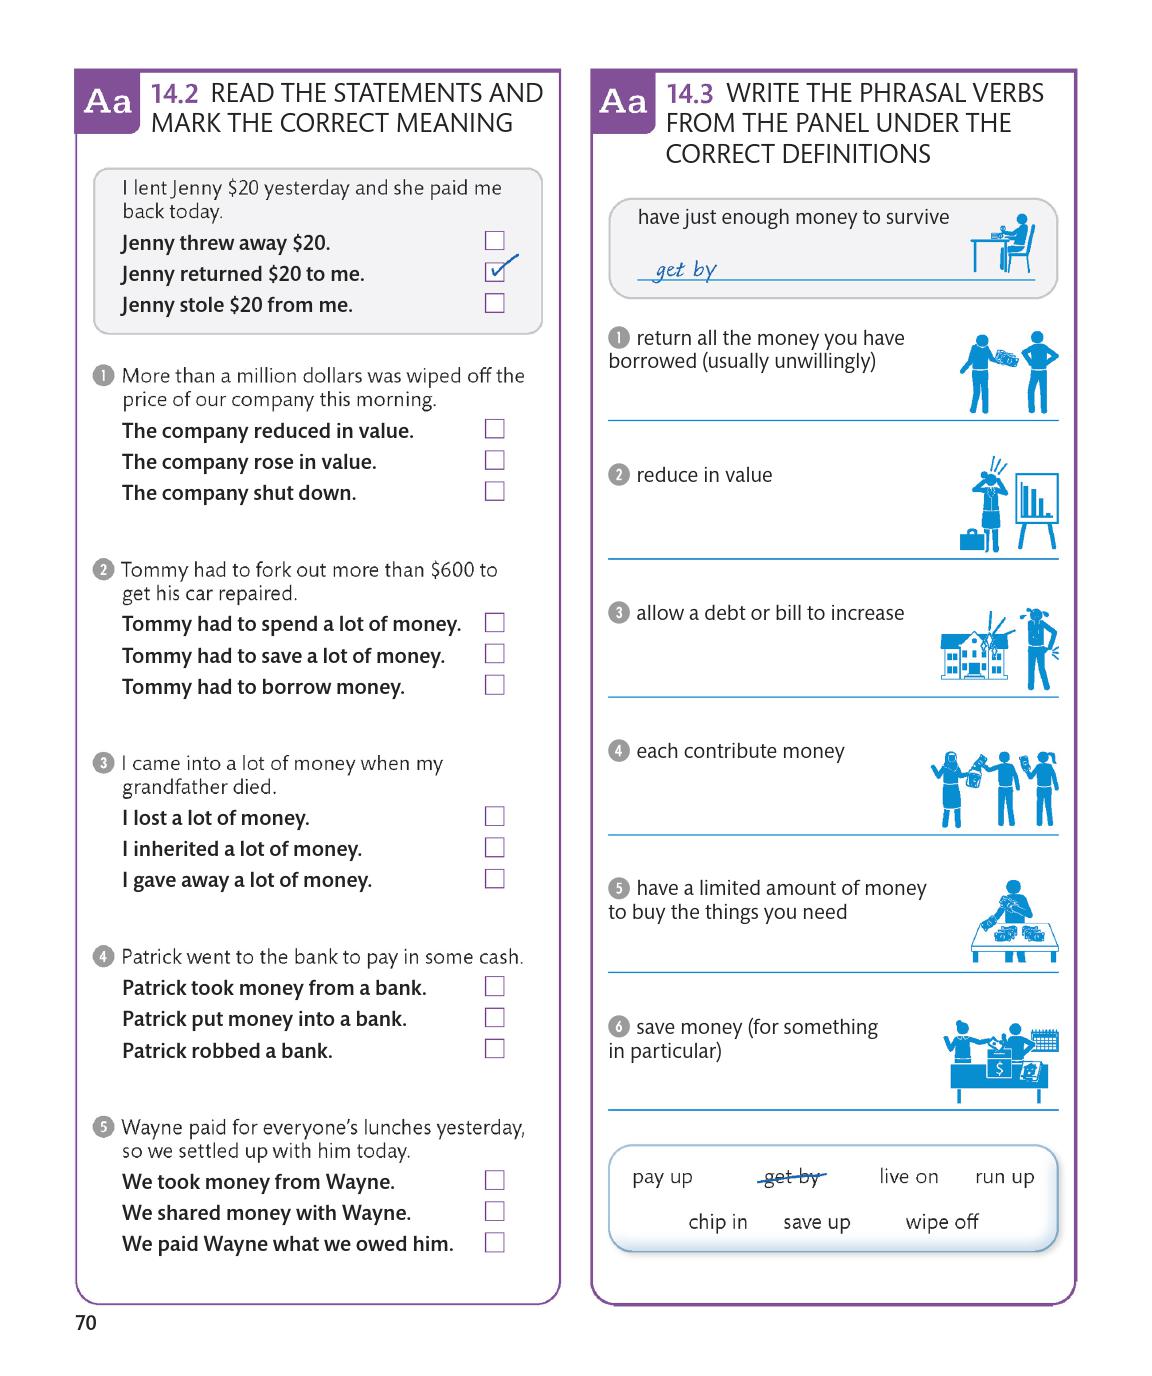 Aa 14.2 READ THE STATEMENTS AND
MARK THE CORRECT MEANING
I lent Jenny $20 yesterday and she paid me
back today.
Jenny threw away $20.
Jenny returned $20 to me.
Jenny stole $20 from me.
1 More than a million dollars was wiped off the
price of our company this morning.
The company reduced in value.
The company rose in value.
The company shut down.
2 Tommy had to fork out more than $600 to
get his car repaired.
Tommy had to spend a lot of money.
Tommy had to save a lot of money.
Tommy had to borrow money.
3 I came into a lot of money when my
grandfather died.
I lost a lot of money.
I inherited a lot of money.
I gave away a lot of money.
4 Patrick went to the bank to pay in some cash.
Patrick took money from a bank.
Patrick put money into a bank.
Patrick robbed a bank.
5 Wayne paid for everyone's lunches yesterday,
so we settled up with him today.
We took money from Wayne.
We shared money with Wayne.
We paid Wayne what we owed him.
Aa 14.3 WRITE THE PHRASAL VERBS
FROM THE PANEL UNDER THE
CORRECT DEFINITIONS
have just enough money to survive
get by
1 return all the money you have
borrowed (usually unwillingly)
2 reduce in value
3 allow a debt or bill to increase
4 each contribute money
5 have a limited amount of money
to buy the things you need
6 save money (for something
in particular)
$
pay up get by live on run up
chip in save up wipe off
70